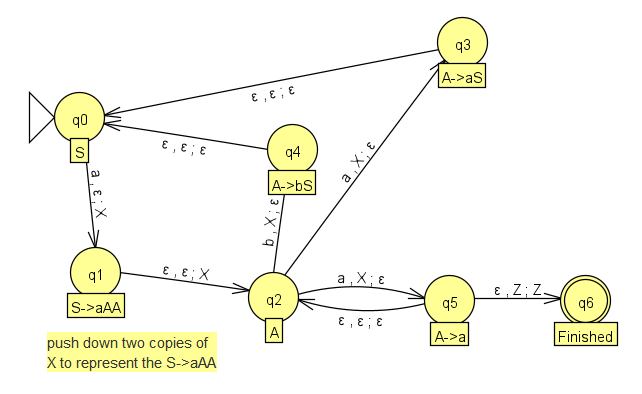 q3
A->aS
ε , ε ; ε
q0
S
ε , ε ; ε
q4
A->bS
a , X ; ε
a , ε ; X
b , X ; ε
q1
S->aAA
ε , ε ; X
q2
A
a , X ; ε
ε , ε ; ε
q5
A->a
ε , Z ; Z
q6
Finished
push down two copies of
X to represent the S->aAA